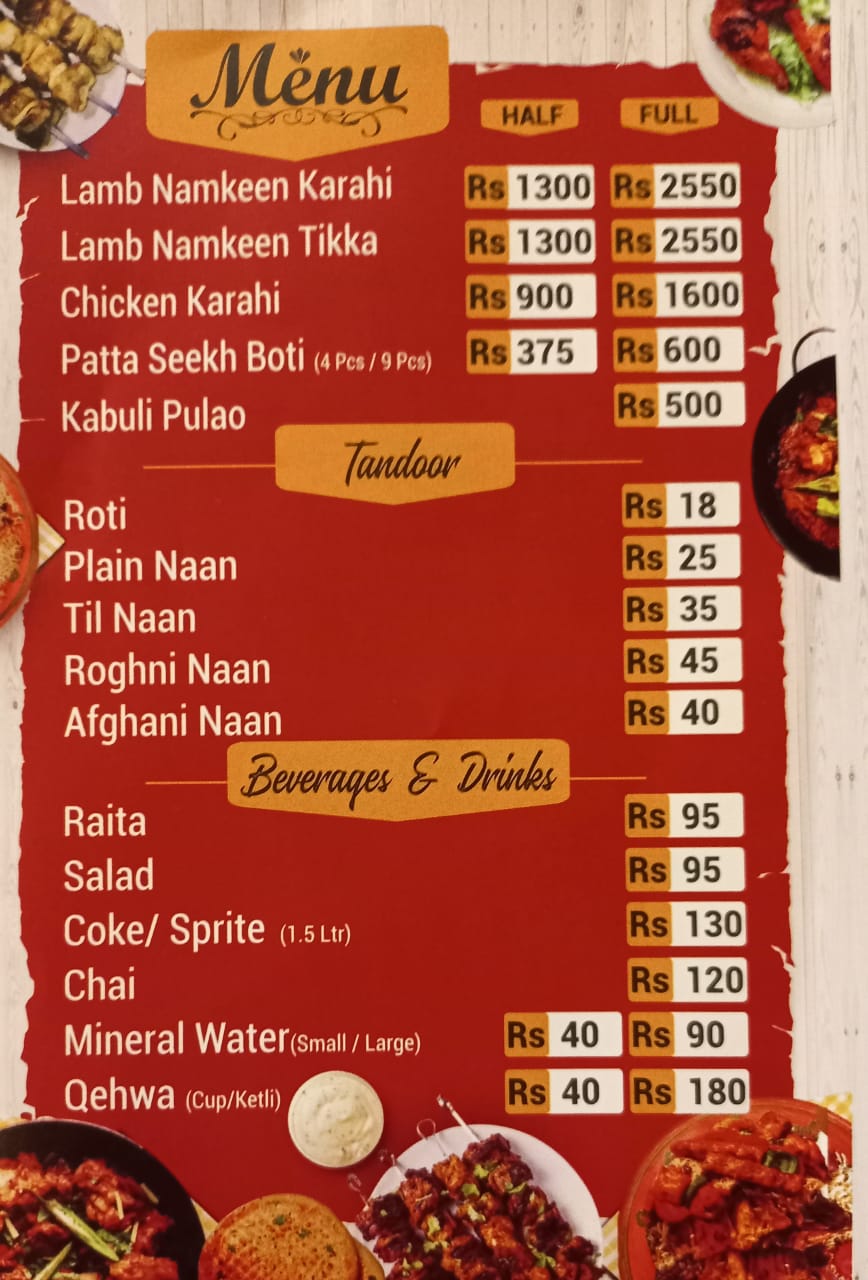 Menu
HALF FULL
Lamb Namkeen Karahi Rs 1300 Rs 2550
Lamb Namkeen Tikka Rs 1300 Rs 2550
Chicken Karahi Rs 900 Rs 1600
Patta Seekh Boti (4 Pcs / 9 Pcs) Rs 375 Rs 600
Kabuli Pulao Rs 500
Tandoor
Roti Rs 18
Plain Naan Rs 25
Til Naan Rs 35
Roghni Naan Rs 45
Afghani Naan Rs 40
Beverages & Drinks
Raita Rs 95
Salad Rs 95
Coke/ Sprite (1.5 Ltr) Rs 130
Chai Rs 120
Mineral Water(Small / Large) Rs 40 Rs 90
Qehwa (Cup/Ketli) Rs 40 Rs 180